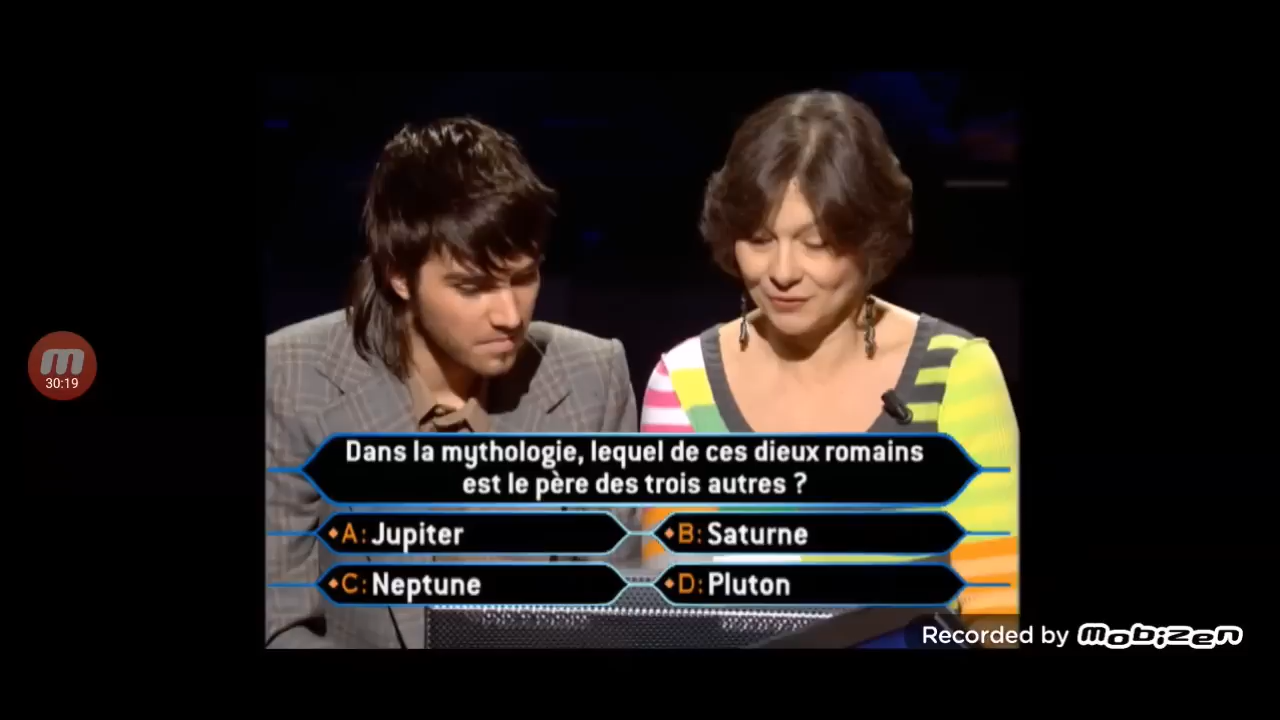 Dans la mythologie, lequel de ces dieux romains
est le père des trois autres ?
A: Jupiter
B: Saturne
C: Neptune
D: Pluton
30:19
Recorded by Mobizen